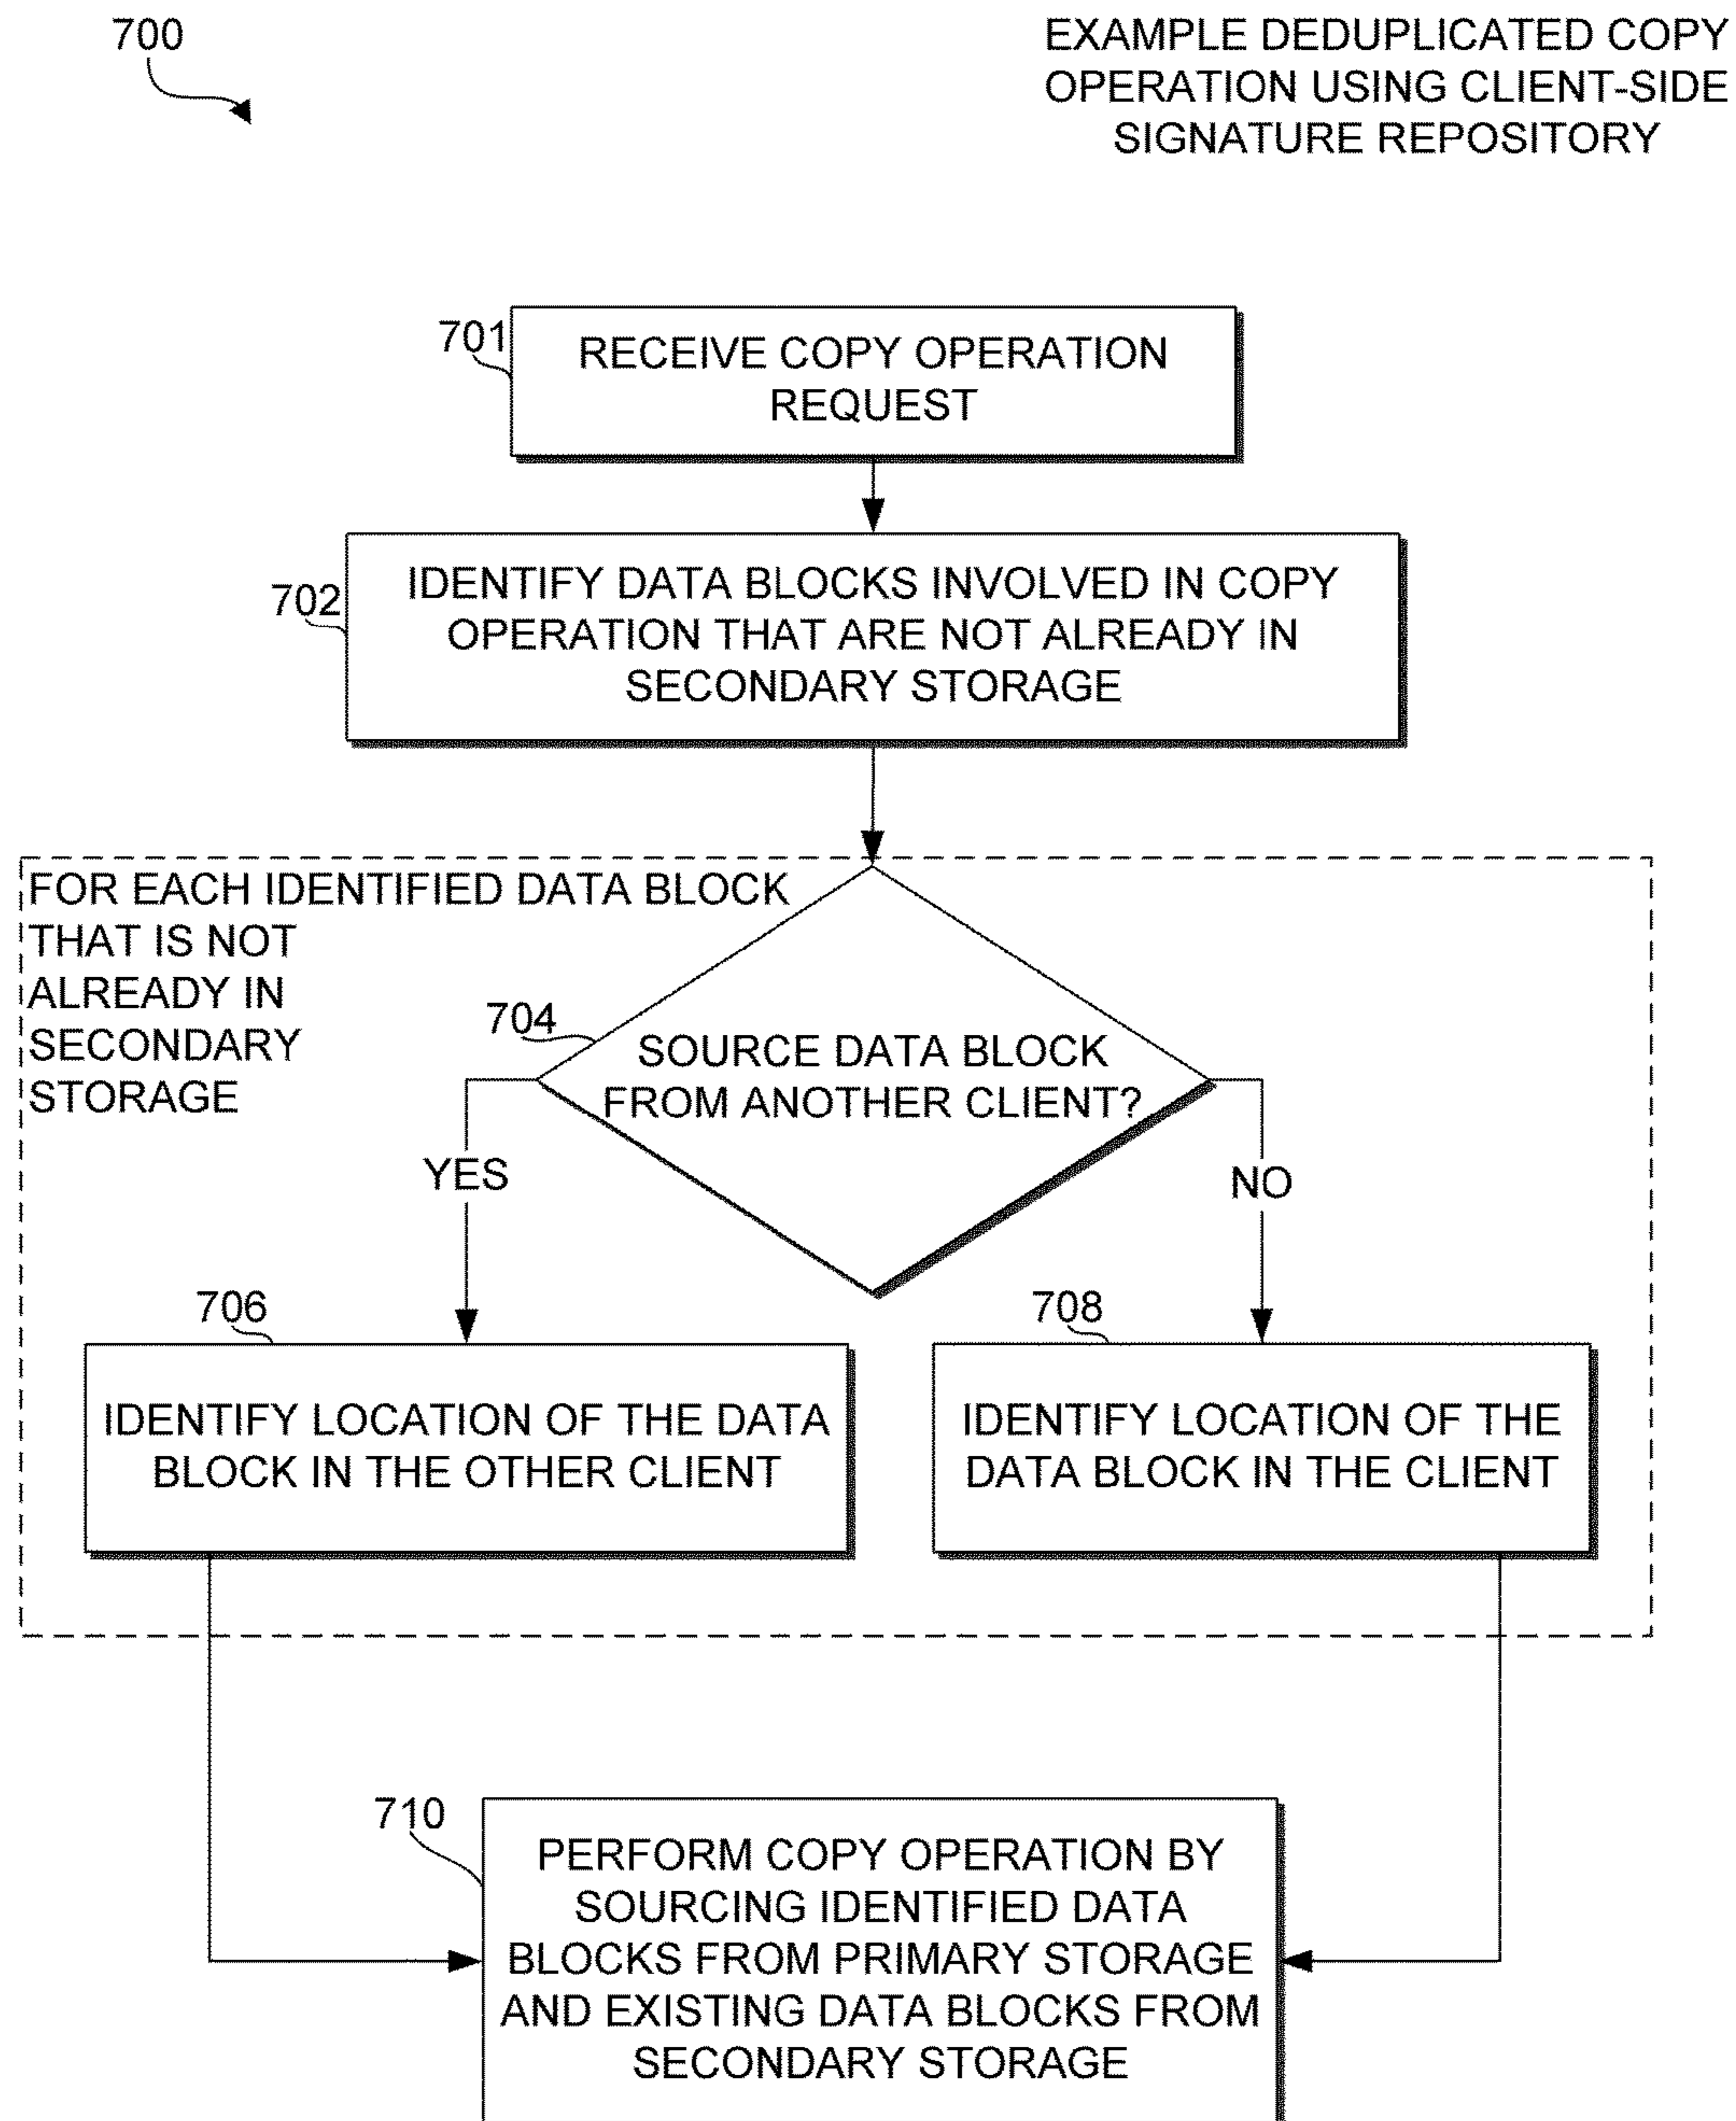 700
EXAMPLE DEDUPLICATED COPY
OPERATION USING CLIENT-SIDE
SIGNATURE REPOSITORY
701
RECEIVE COPY OPERATION
REQUEST
702
IDENTIFY DATA BLOCKS INVOLVED IN COPY
OPERATION THAT ARE NOT ALREADY IN
SECONDARY STORAGE
FOR EACH IDENTIFIED DATA BLOCK
THAT IS NOT
ALREADY IN
SECONDARY
STORAGE
704
SOURCE DATA BLOCK
FROM ANOTHER CLIENT?
YES
NO
706
IDENTIFY LOCATION OF THE DATA
BLOCK IN THE OTHER CLIENT
708
IDENTIFY LOCATION OF THE
DATA BLOCK IN THE CLIENT
710
PERFORM COPY OPERATION BY
SOURCING IDENTIFIED DATA
BLOCKS FROM PRIMARY STORAGE
AND EXISTING DATA BLOCKS FROM
SECONDARY STORAGE